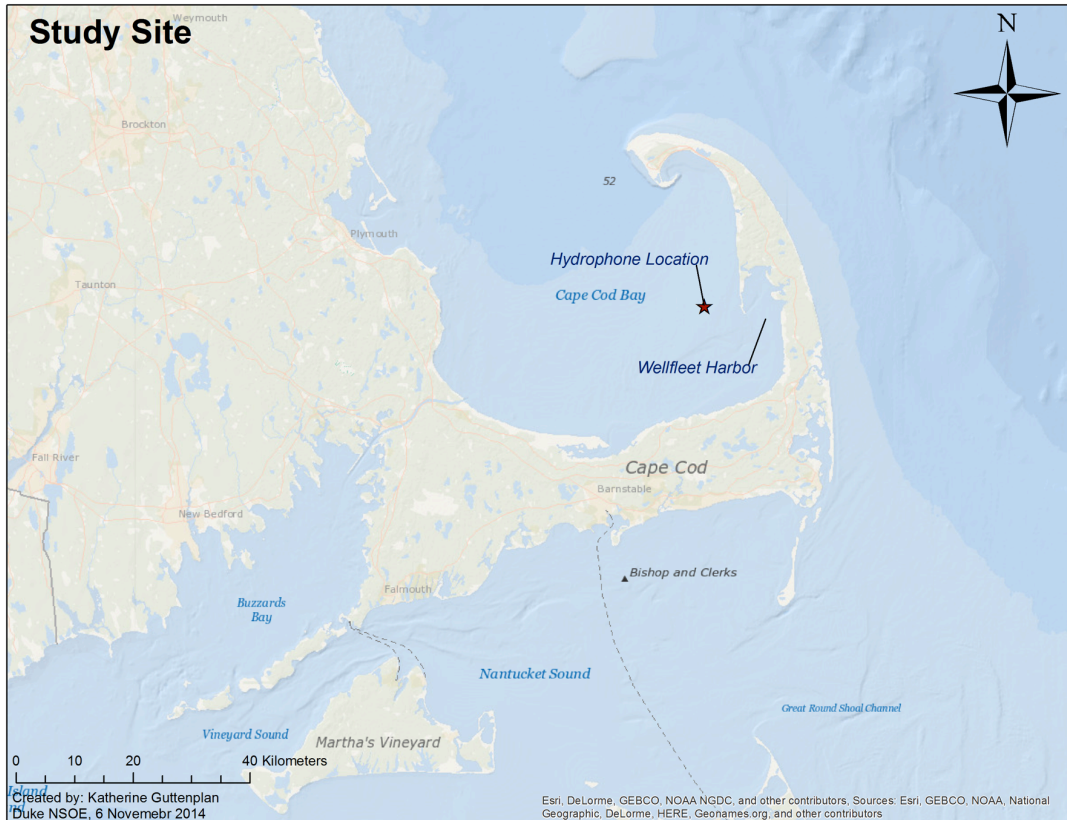 Study Site
N
Weymouth
Brockton
52
Plymouth
Hydrophone Location
Taunton
Cape Cod Bay
Wellfleet Harbor
Fall River
Cape Cod
Barnstable
New Bedford
Bishop and Clerks
Falmouth
Buzzards
Bay
Nantucket Sound
Great Round Shoal Channel
Vineyard Sound
Martha's Vineyard
0 10 20 40 Kilometers
Island
Created by: Katherine Guttenplan
Duke NSOE, 6 Novemebr 2014
Esri, DeLorme, GEBCO, NOAA NGDC, and other contributors, Sources: Esri, GEBCO, NOAA, National
Geographic, DeLorme, HERE, Geonames.org, and other contributors